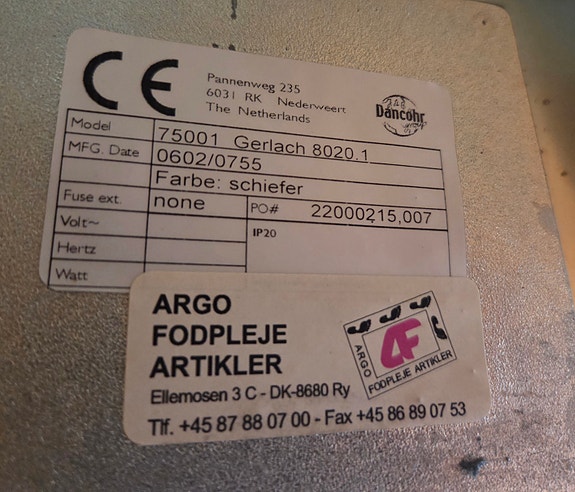 CE
Pannenweg 235
6031 RK Nederweert
The Netherlands
Dancohr
Model 75001 Gerlach 8020.1
MFG. Date 0602/0755
Farbe: schiefer
Fuse ext. none PO# 22000215,007
Volt~ IP20
Hertz
Watt
ARGO
FODPLEJE
ARTIKLER
Ellemosen 3 C - DK-8680 Ry
Tlf. +45 87 88 07 00 - Fax +45 86 89 07 53
4F
ARGO
FODPLEJE ARTIKLER